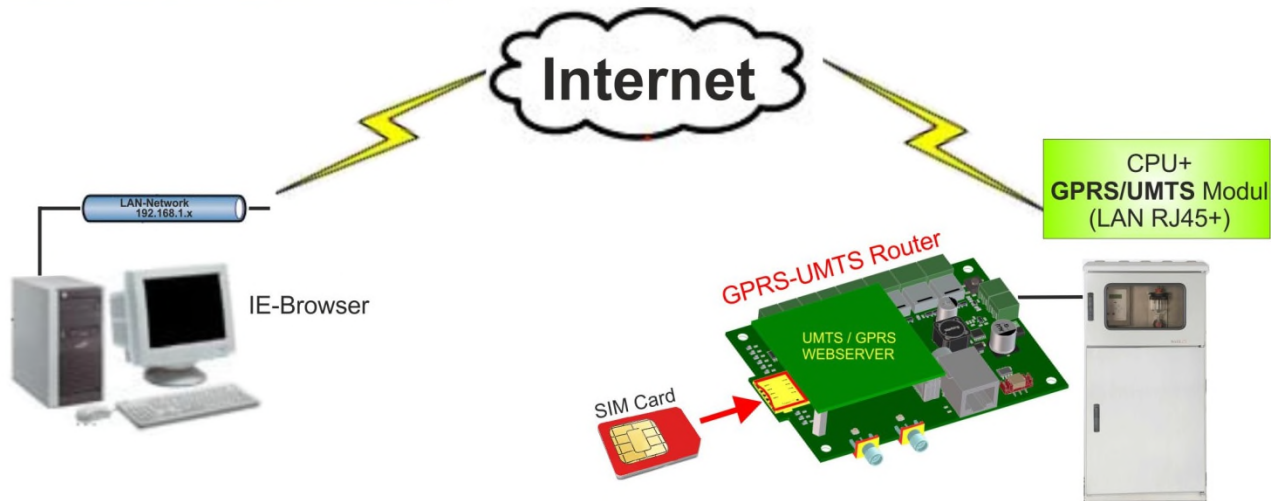 Internet
LAN-Network
192.168.1.x
CPU+
GPRS/UMTS Modul
(LAN RJ45+)
IE-Browser
GPRS-UMTS Router
UMTS / GPRS
WEBSERVER
SIM Card